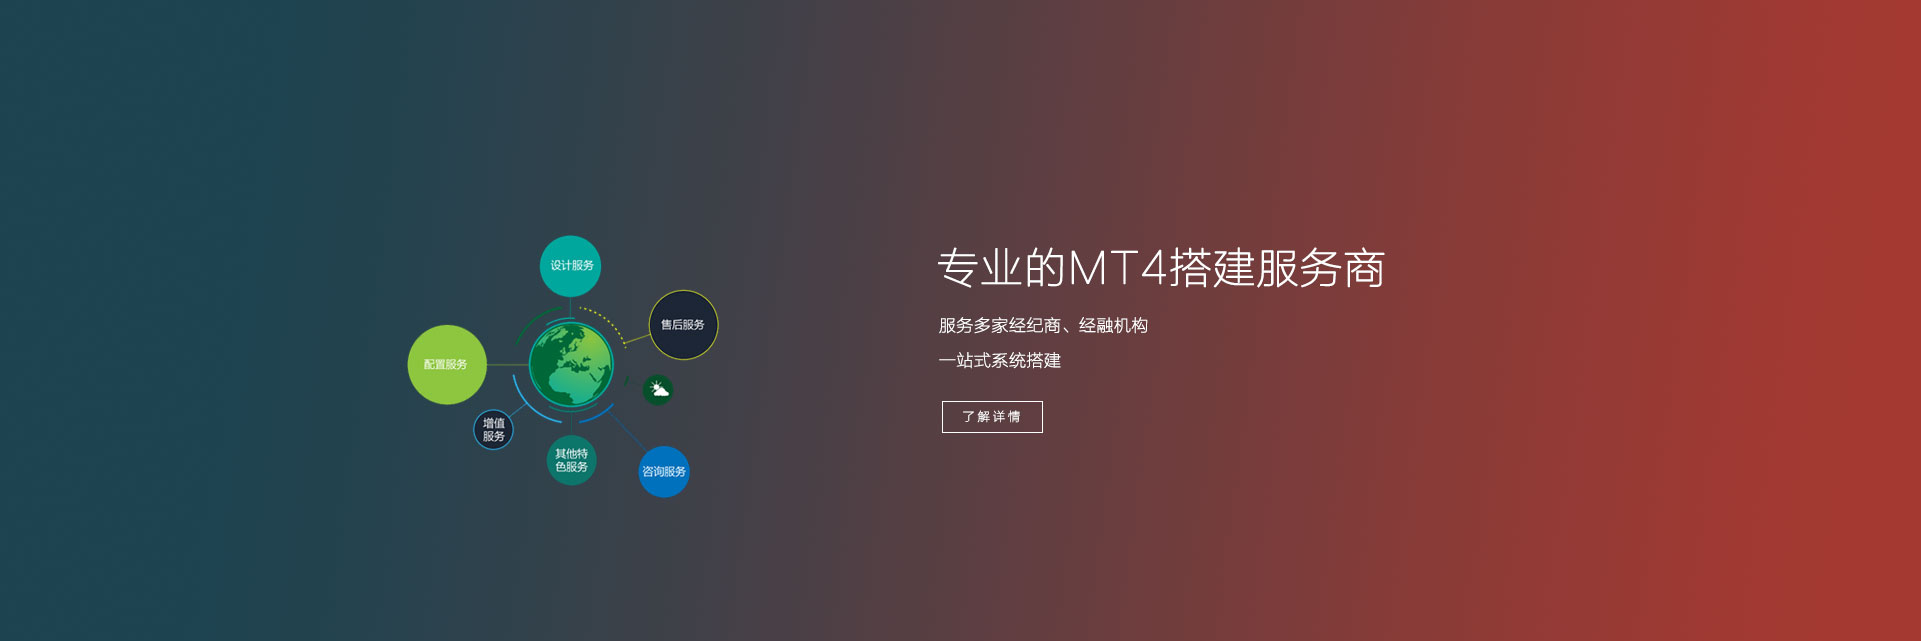 设计服务
售后服务
配置服务
增值
服务
其他特
色服务
咨询服务
专业的MT4搭建服务商
服务多家经纪商、经融机构
一站式系统搭建
了解详情